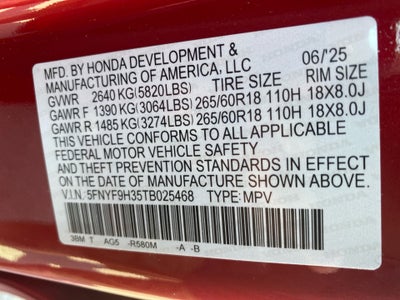 MFD. BY HONDA DEVELOPMENT & 06/'25
MANUFACTURING OF AMERICA, LLC
GVWR 2640 KG(5820LBS) TIRE SIZE RIM SIZE
GAWR F 1390 KG(3064LBS) 265/60R18 110H 18X8.0J
GAWR R 1485 KG(3274LBS) 265/60R18 110H 18X8.0J
THIS VEHICLE CONFORMS TO ALL APPLICABLE
FEDERAL MOTOR VEHICLE SAFETY
AND THEFT PREVENTION STANDARDS IN EFFECT
ON THE DATE OF MANUFACTURE SHOWN ABOVE.
V.I.N.: 5FNYF9H35TB025468 TYPE: MPV
3BM T AG5 -R580M -A -B